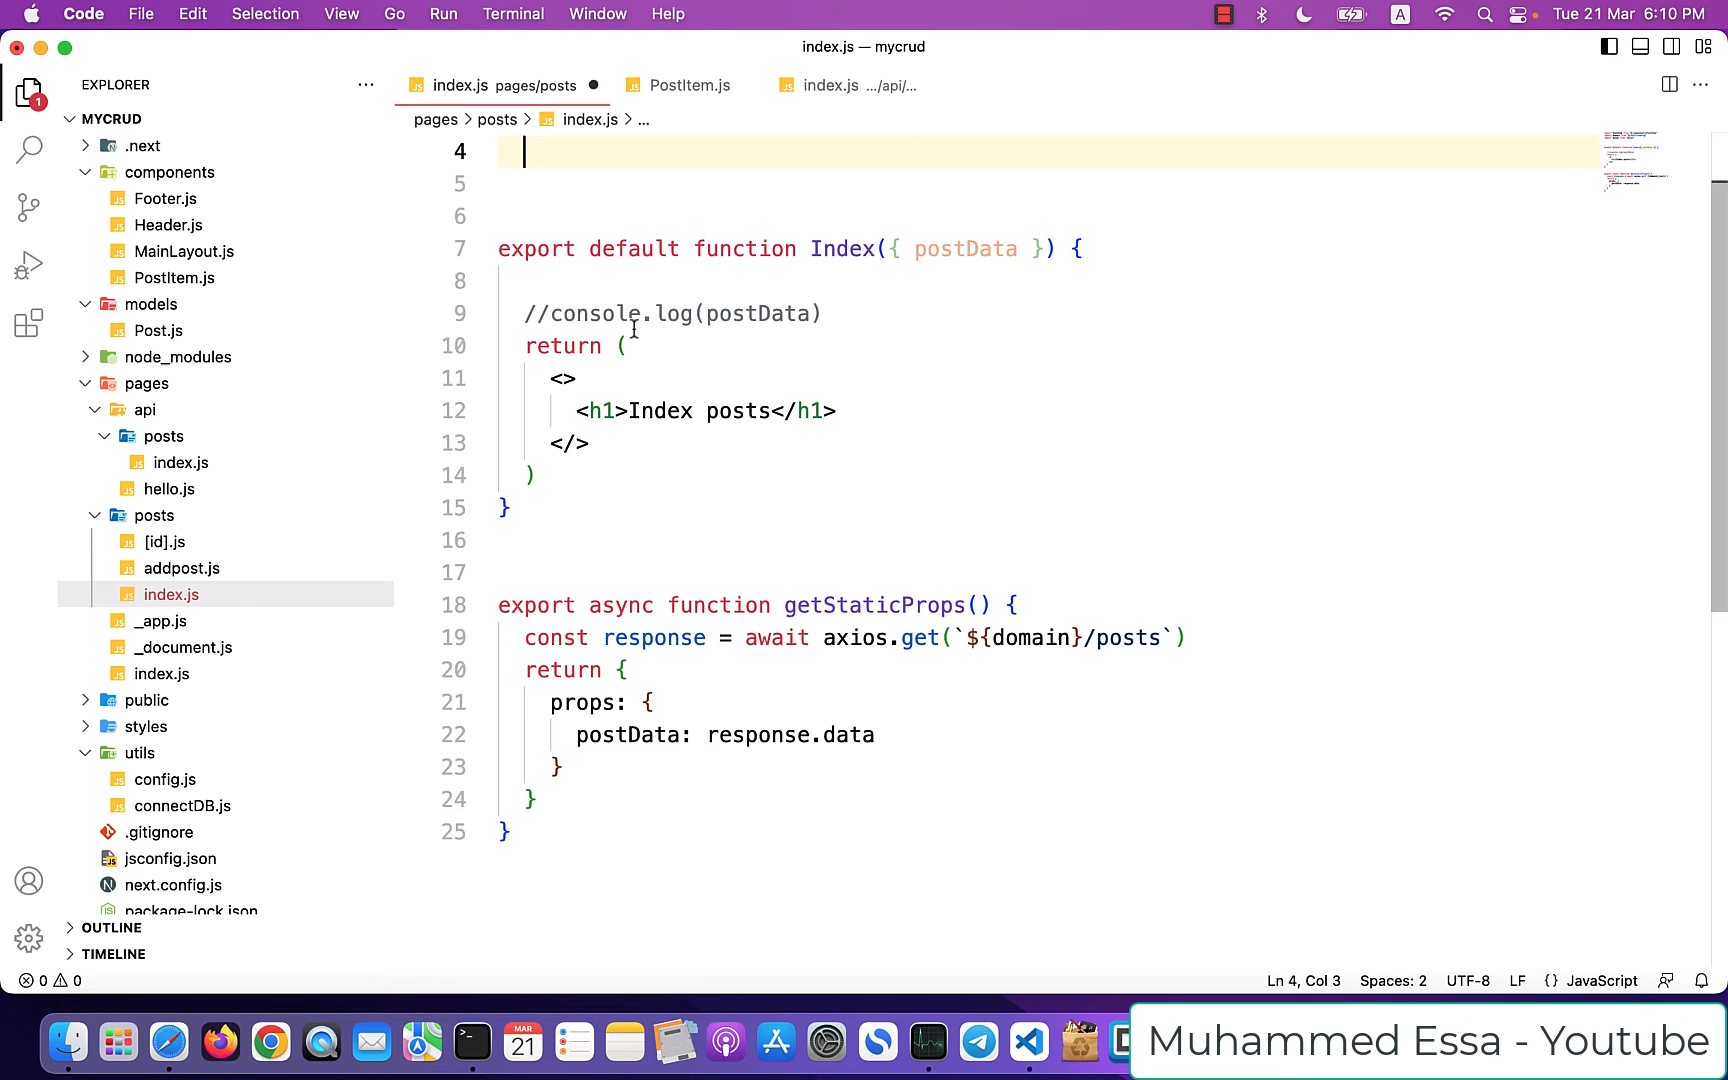 Code File Edit Selection View Go Run Terminal Window Help
A Tue 21 Mar 6:10 PM
index.js — mycrud
EXPLORER
index.js pages/posts
PostItem.js
index.js .../api/...
1
pages > posts > index.js > ...
MYCRUD
.next
components
Footer.js
Header.js
MainLayout.js
PostItem.js
models
Post.js
node_modules
pages
api
posts
index.js
hello.js
posts
[id].js
addpost.js
index.js
_app.js
_document.js
index.js
public
styles
utils
config.js
connectDB.js
.gitignore
jsconfig.json
next.config.js
package-lock.json
OUTLINE
TIMELINE
4
5
6
7 export default function Index({ postData }) {
8
9 //console.log(postData)
10 return (
11 <>
12 <h1>Index posts</h1>
13 </>
14 )
15 }
16
17
18 export async function getStaticProps() {
19 const response = await axios.get(`${domain}/posts`)
20 return {
21 props: {
22 postData: response.data
23 }
24 }
25 }
0 0
Ln 4, Col 3 Spaces: 2 UTF-8 LF {} JavaScript
MAR
21
Muhammed Essa - Youtube